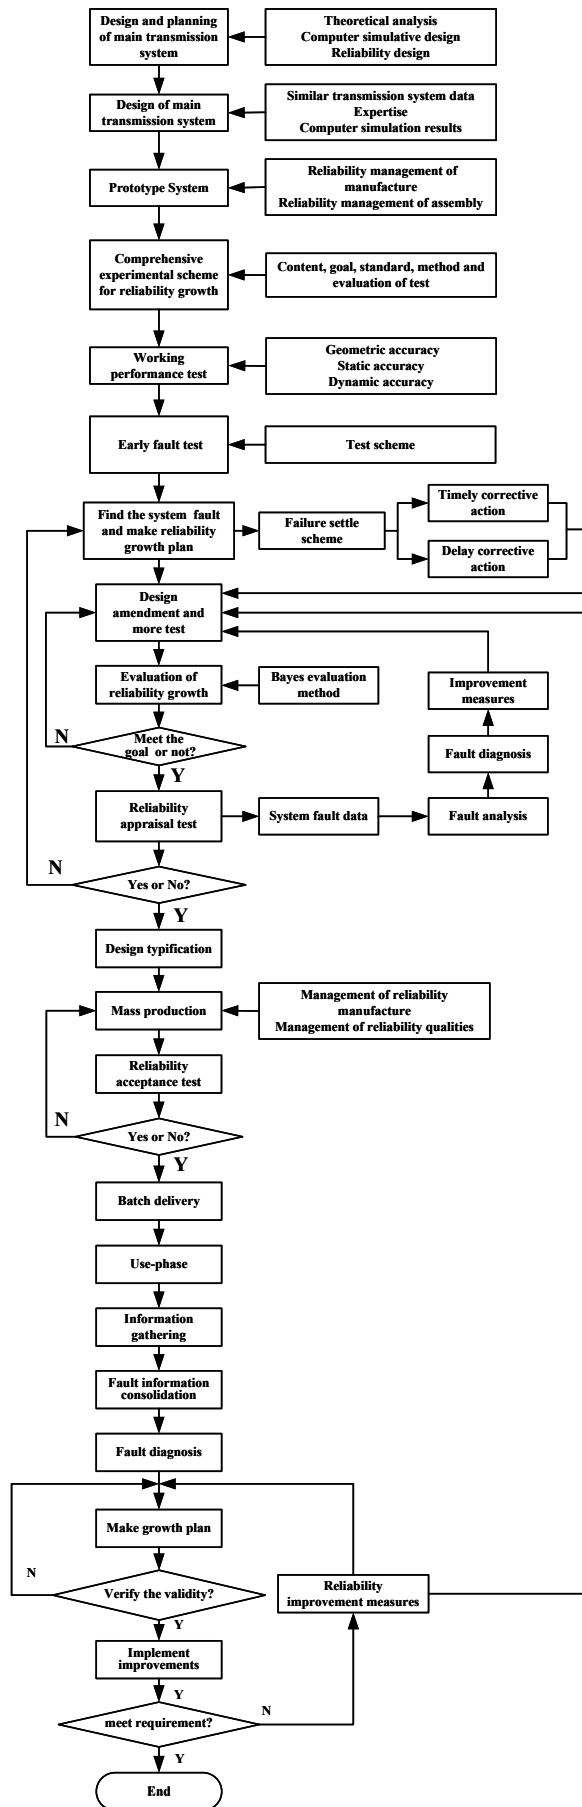 Design and planning
of main transmission
system
Theoretical analysis
Computer simulative design
Reliability design
Design of main
transmission system
Similar transmission system data
Expertise
Computer simulation results
Prototype System
Reliability management of
manufacture
Reliability management of assembly
Comprehensive
experimental scheme
for reliability growth
Content, goal, standard, method and
evaluation of test
Working
performance test
Geometric accuracy
Static accuracy
Dynamic accuracy
Early fault test
Test scheme
Find the system fault
and make reliability
growth plan
Failure settle
scheme
Timely corrective
action
Delay corrective
action
Design
amendment and
more test
Evaluation of
reliability growth
Bayes evaluation
method
Improvement
measures
N
Meet the
goal or not?
Y
Fault diagnosis
Reliability
appraisal test
System fault data
Fault analysis
N
Yes or No?
Y
Design typification
Mass production
Management of reliability
manufacture
Management of reliability qualities
Reliability
acceptance test
N
Yes or No?
Y
Batch delivery
Use-phase
Information
gathering
Fault information
consolidation
Fault diagnosis
Make growth plan
N
Verify the validity?
Y
Reliability
improvement measures
Implement
improvements
Y
meet requirement?
N
Y
End